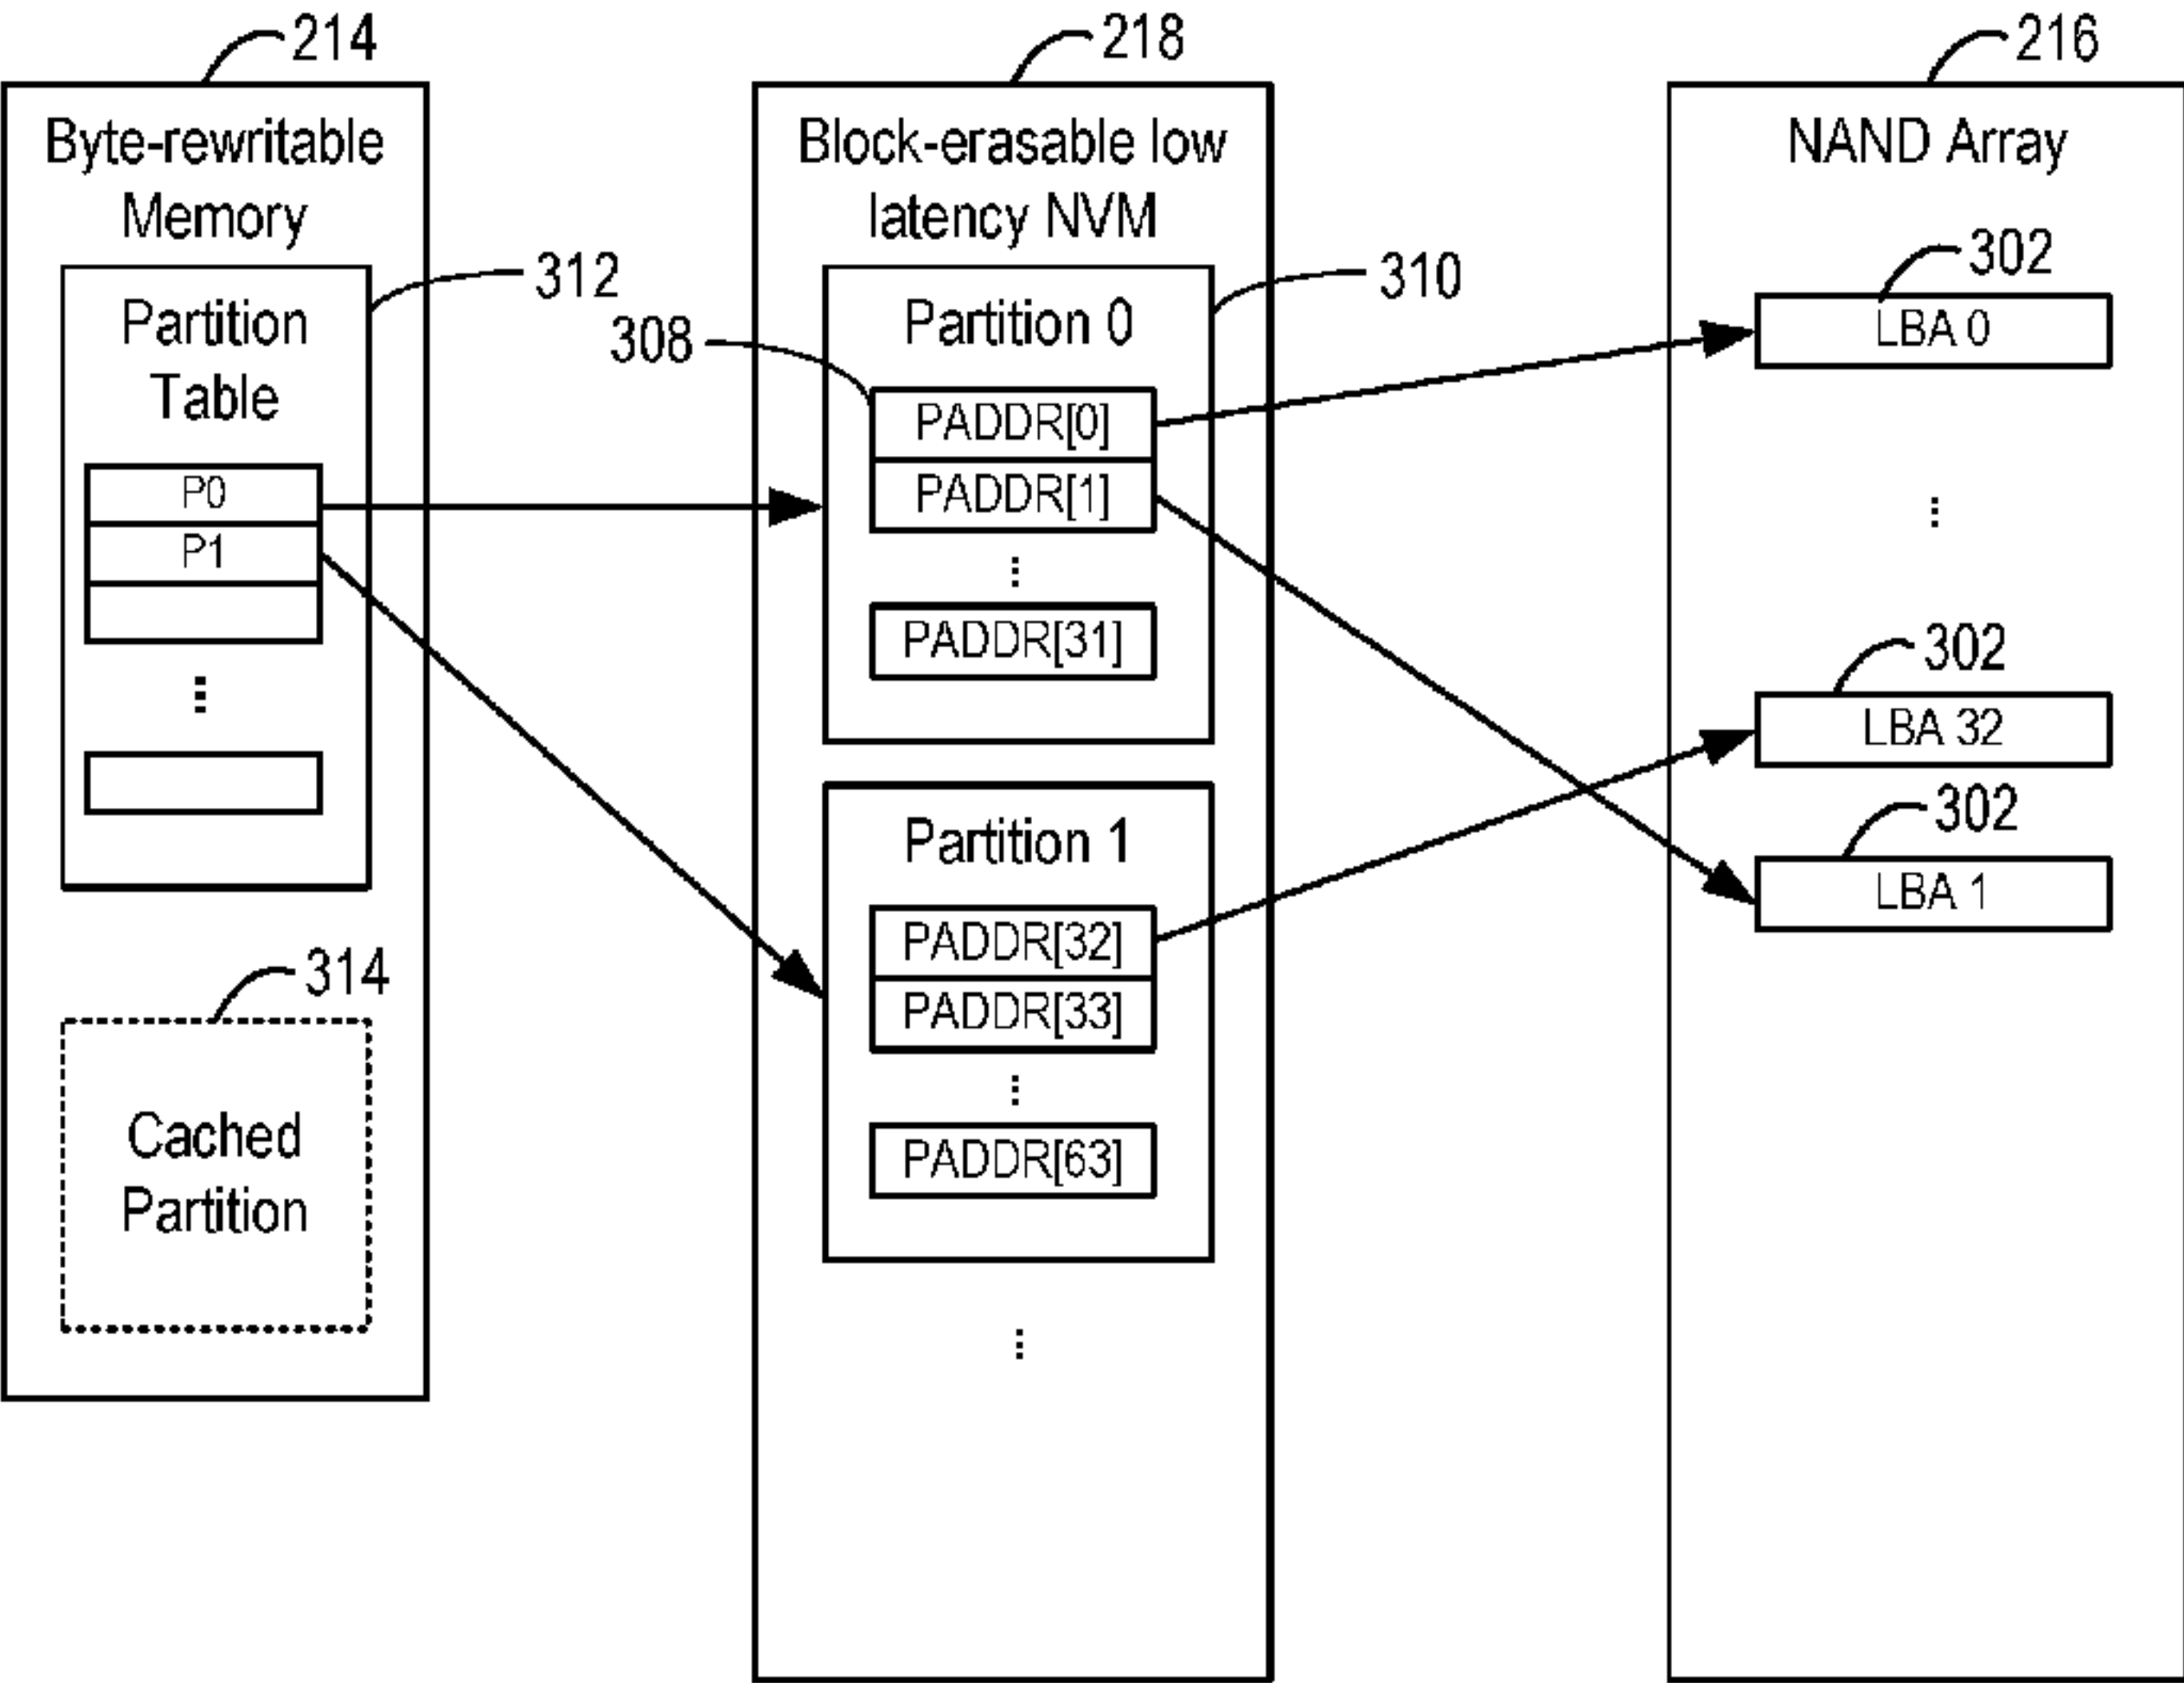 214
218
216
Byte-rewritable
Memory
312
Partition
Table
P0
P1
⋮
314
Cached
Partition
Block-erasable low
latency NVM
310
308
Partition 0
PADDR[0]
PADDR[1]
⋮
PADDR[31]
Partition 1
PADDR[32]
PADDR[33]
⋮
PADDR[63]
⋮
NAND Array
302
LBA 0
⋮
302
LBA 32
302
LBA 1